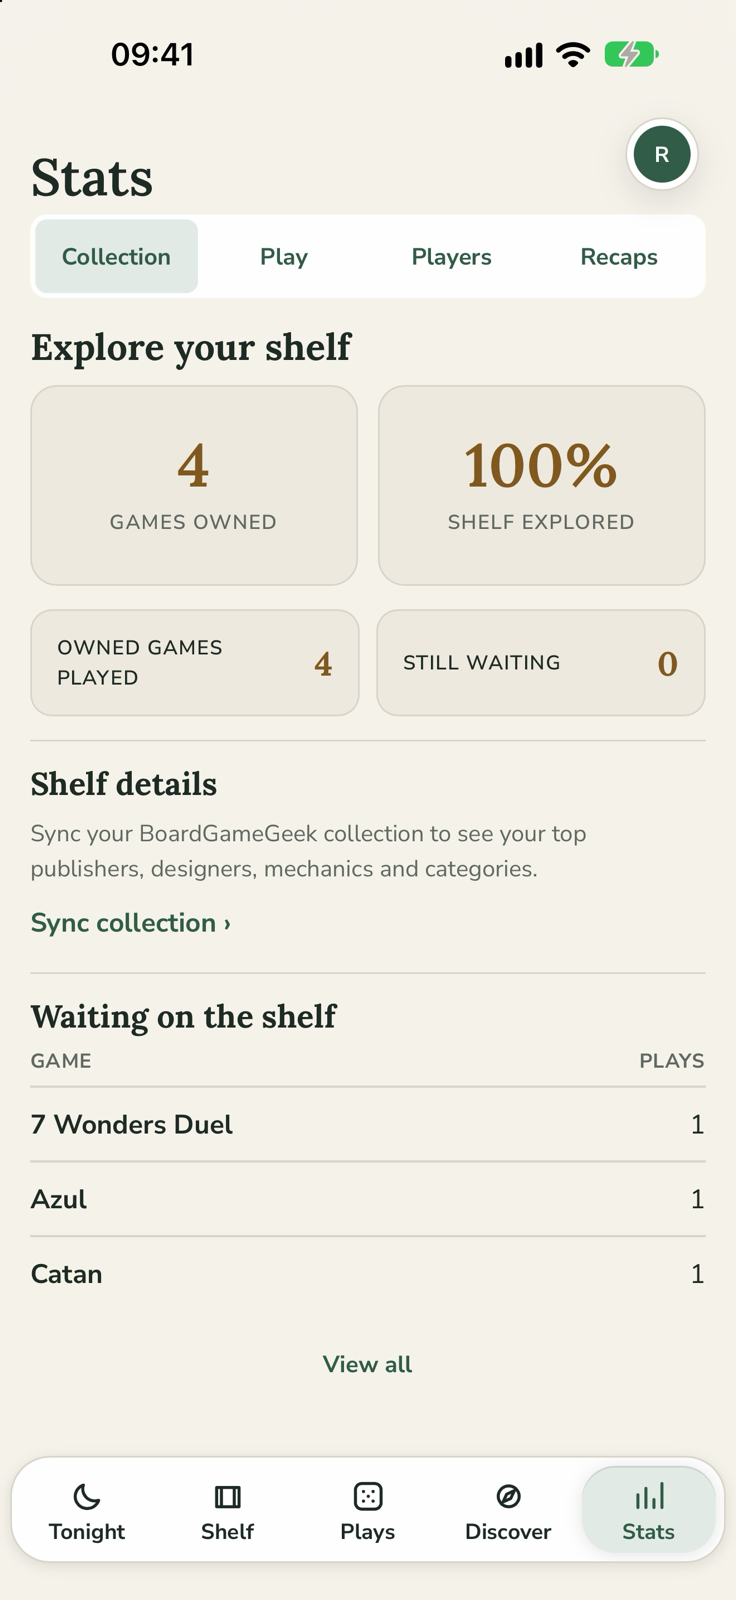 09:41
R
Stats
Collection
Play
Players
Recaps
Explore your shelf
4
GAMES OWNED
100%
SHELF EXPLORED
OWNED GAMES
PLAYED
4
STILL WAITING
0
Shelf details
Sync your BoardGameGeek collection to see your top
publishers, designers, mechanics and categories.
Sync collection ›
Waiting on the shelf
GAME PLAYS
7 Wonders Duel 1
Azul 1
Catan 1
View all
Tonight
Shelf
Plays
Discover
Stats